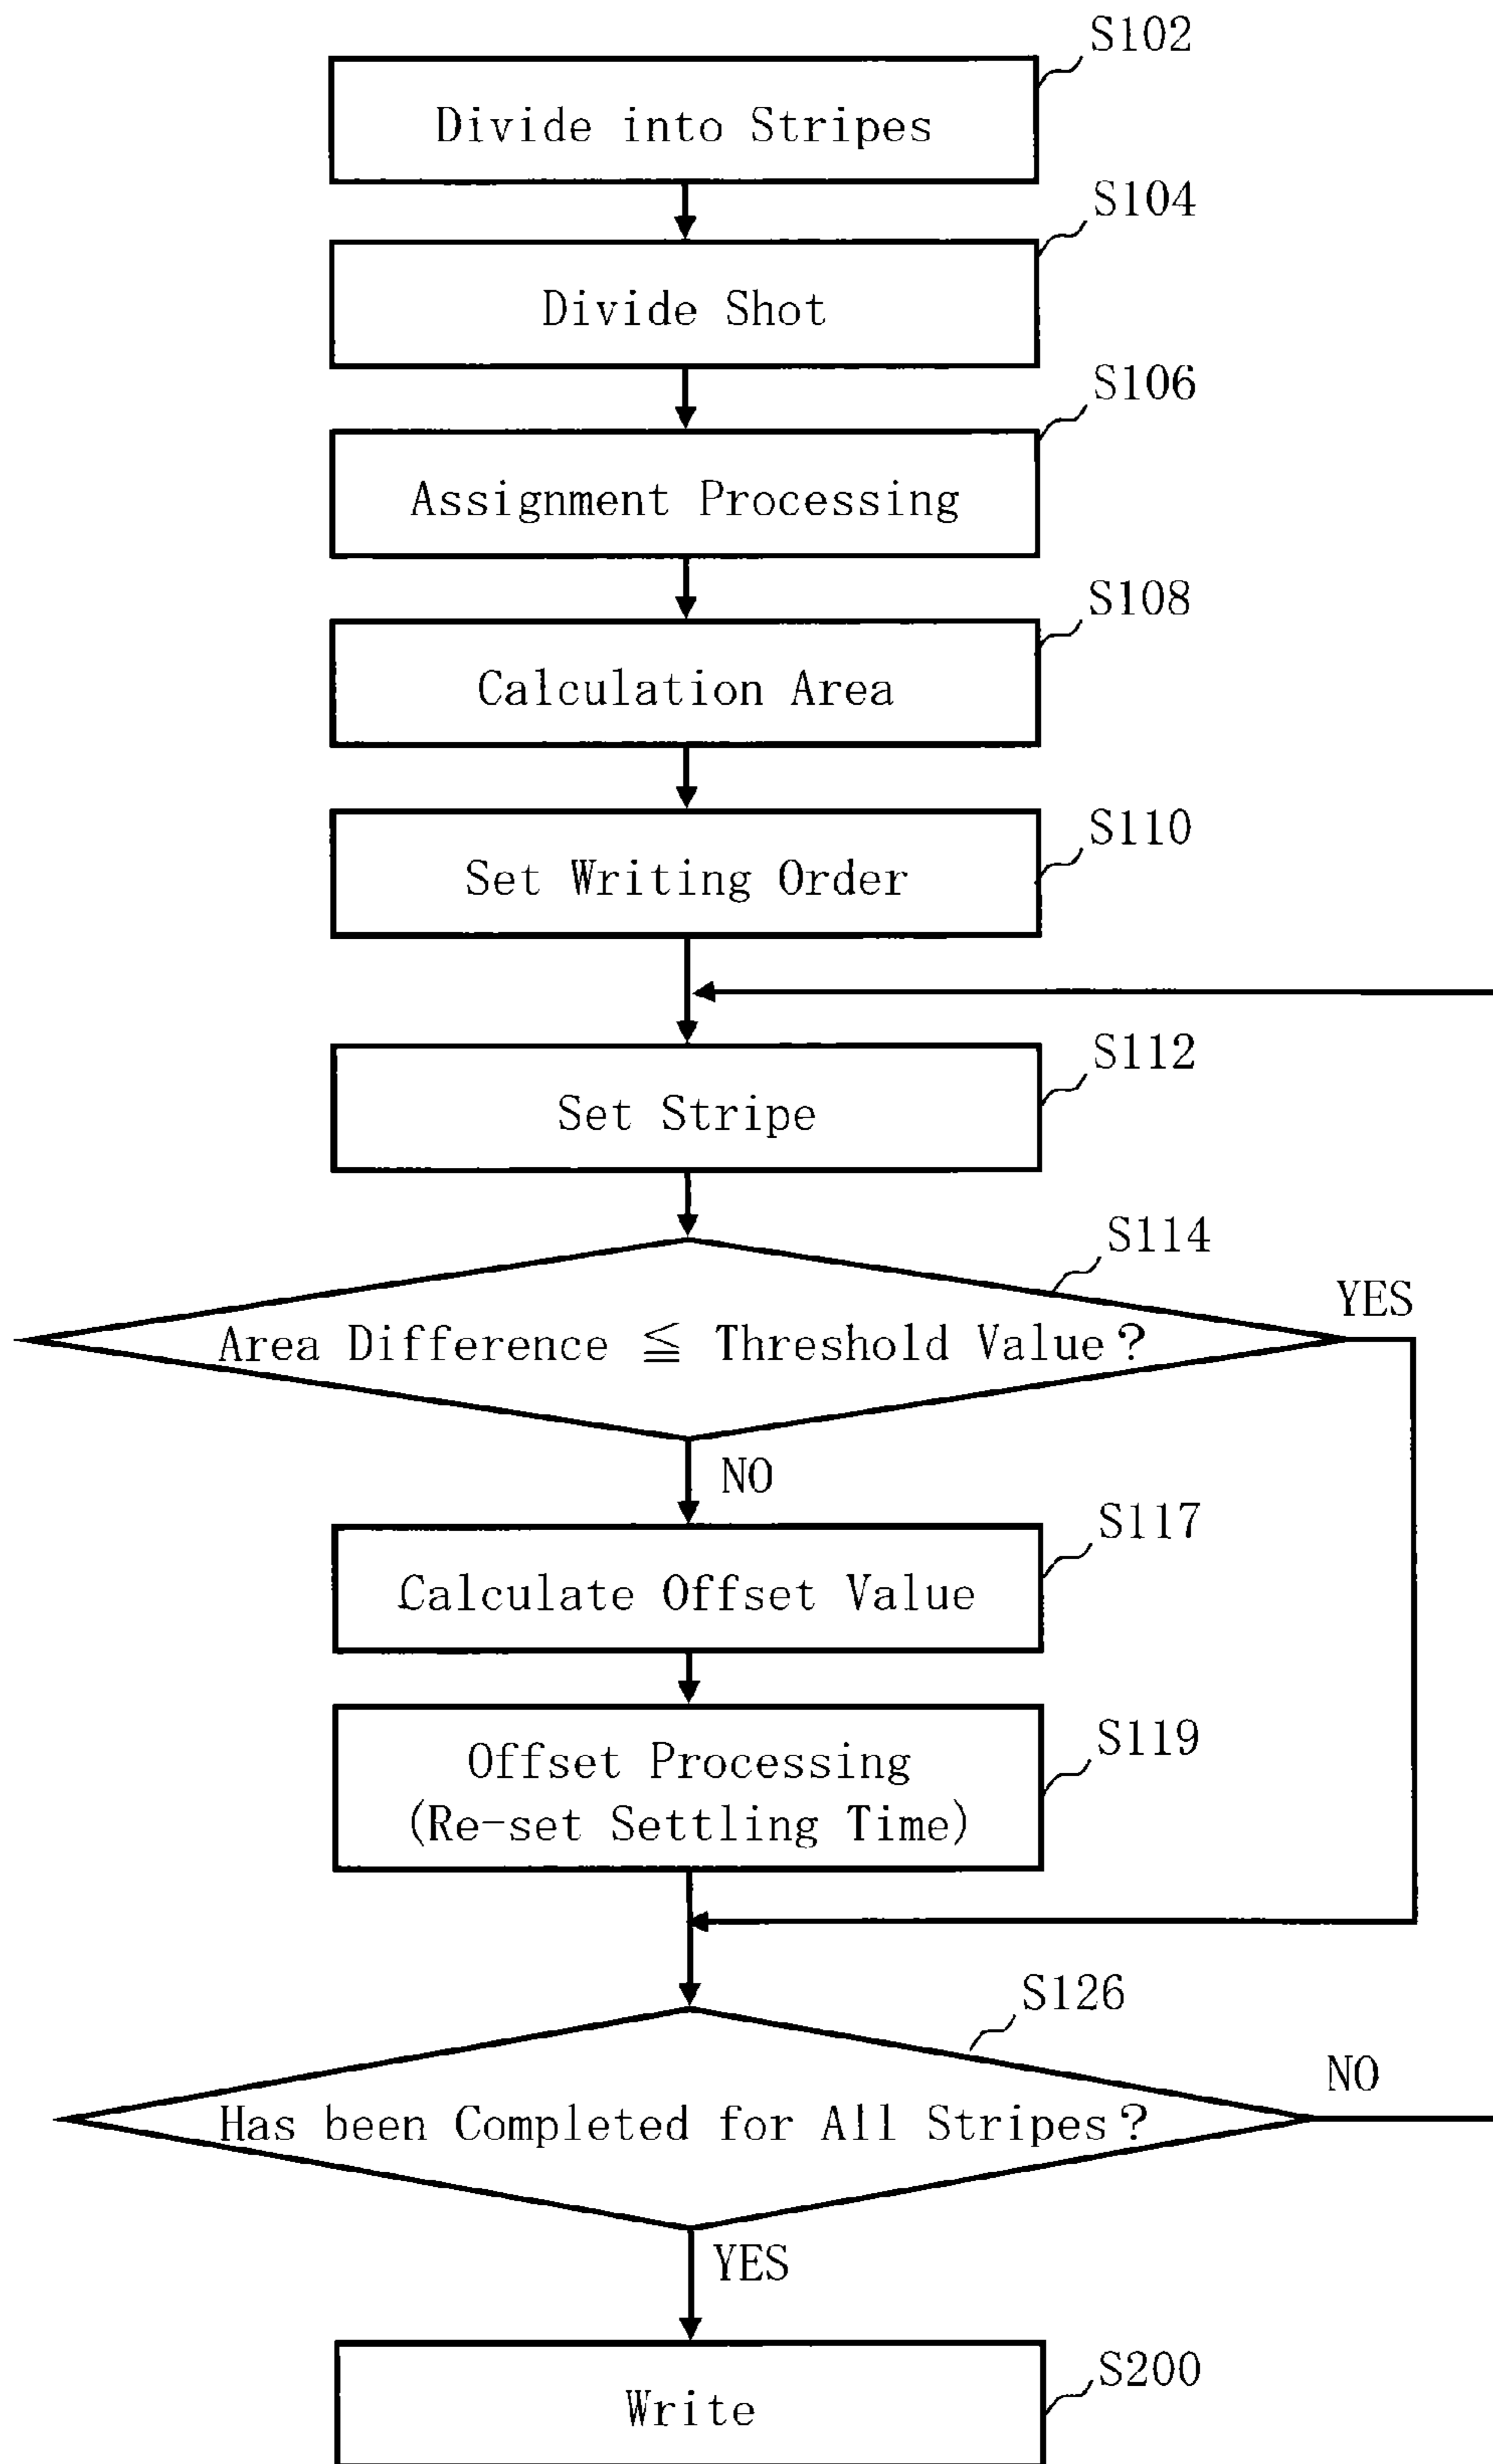 S102
Divide into Stripes
S104
Divide Shot
S106
Assignment Processing
S108
Calculation Area
S110
Set Writing Order
S112
Set Stripe
S114
YES
Area Difference ≦ Threshold Value?
NO
S117
Calculate Offset Value
S119
Offset Processing
(Re-set Settling Time)
S126
NO
Has been Completed for All Stripes?
YES
S200
Write